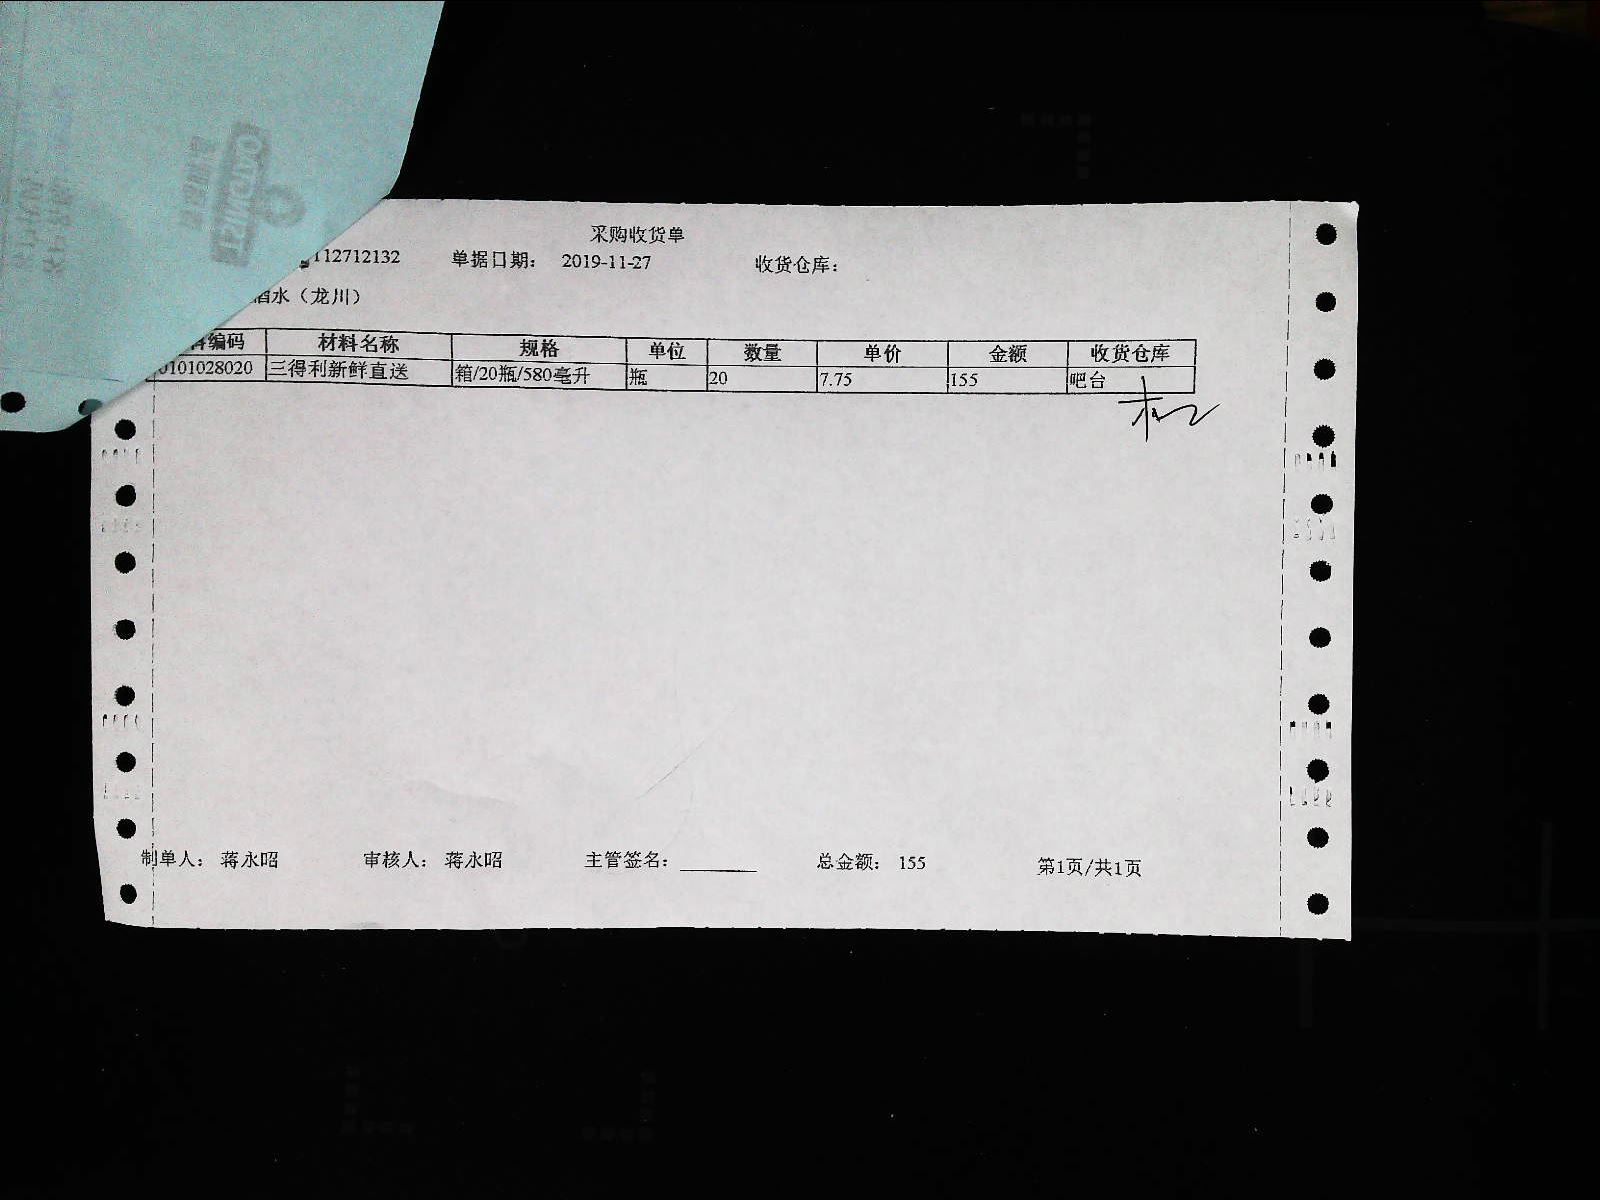 采购收货单
112712132 单据日期： 2019-11-27 收货仓库：
酒水（龙川）
料编码 材料名称 规格 单位 数量 单价 金额 收货仓库
0101028020 三得利新鲜直送 箱/20瓶/580毫升 瓶 20 7.75 155 吧台
制单人： 蒋永昭 审核人： 蒋永昭 主管签名： 总金额： 155 第1页/共1页